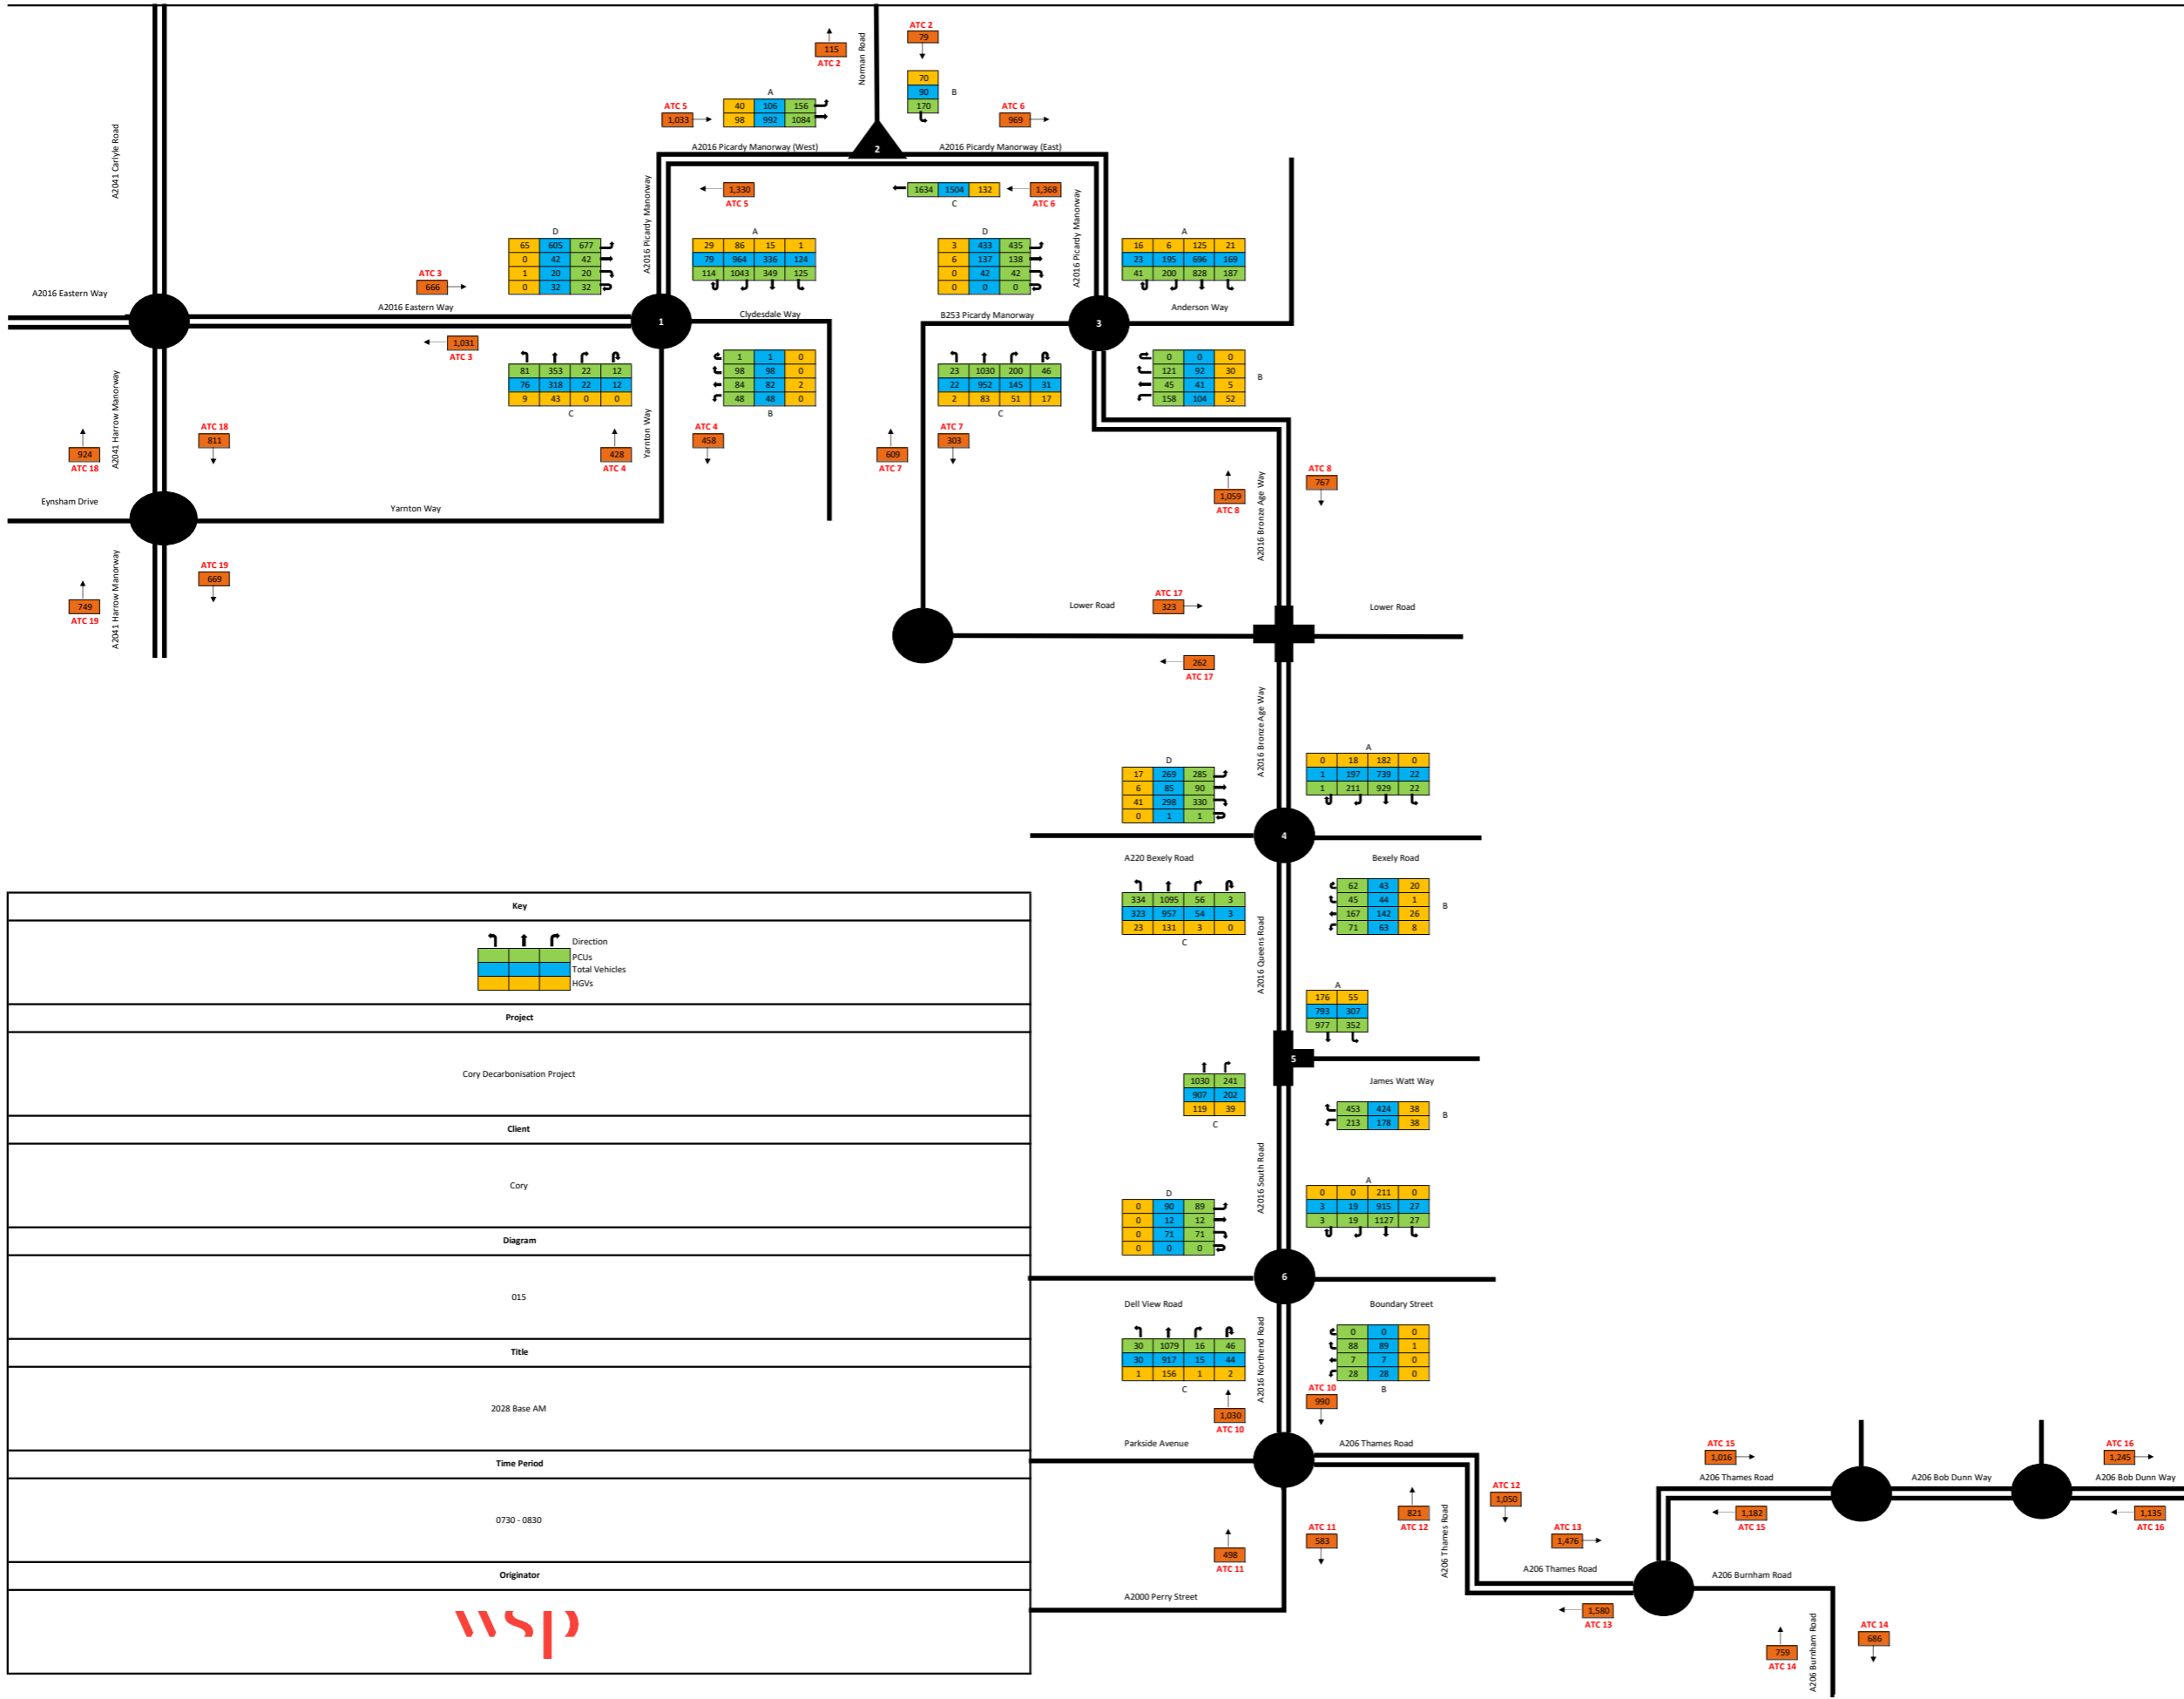 ATC 2
79
115
ATC 2
Norman Road
70
90
170
B
A
40 106 156
98 992 1084
ATC 5
1,033
ATC 6
969
A2016 Picardy Manorway (West)
2
A2016 Picardy Manorway (East)
A2041 Carlyle Road
A2016 Picardy Manorway
1,330
ATC 5
1634 1504 132
C
1,368
ATC 6
A2016 Picardy Manorway
D
65 605 677
0 42 42
1 20 20
0 32 32
A
29 86 15 1
79 964 336 124
114 1043 349 125
D
3 433 435
6 137 138
0 42 42
0 0 0
A
16 6 125 21
23 195 696 169
41 200 828 187
ATC 3
666
A2016 Eastern Way
A2016 Eastern Way
1
Clydesdale Way
B253 Picardy Manorway
3
Anderson Way
1,031
ATC 3
81 353 22 12
76 318 22 12
9 43 0 0
C
1 1 0
98 98 0
84 82 2
48 48 0
B
23 1030 200 46
22 952 145 31
2 83 51 17
C
0 0 0
121 92 30
45 41 5
158 104 52
B
A2041 Harrow Manorway
924
ATC 18
ATC 18
811
428
ATC 4
Yarnton Way
ATC 4
458
609
ATC 7
ATC 7
303
1,059
ATC 8
A2016 Bronze Age Way
ATC 8
767
Eynsham Drive
Yarnton Way
749
ATC 19
A2041 Harrow Manorway
ATC 19
669
Lower Road
ATC 17
323
Lower Road
262
ATC 17
A2016 Bronze Age Way
D
17 269 285
6 85 90
41 298 330
0 1 1
A
0 18 182 0
1 197 739 22
1 211 929 22
4
A220 Bexely Road
Bexely Road
334 1095 56 3
323 957 54 3
23 131 3 0
C
A2016 Queens Road
62 43 20
45 44 1
167 142 26
71 63 8
B
A
176 55
793 307
977 352
5
James Watt Way
1030 241
907 202
119 39
C
453 424 38
213 178 38
B
A2016 South Road
D
0 90 89
0 12 12
0 71 71
0 0 0
A
0 0 211 0
3 19 915 27
3 19 1127 27
6
Dell View Road
Boundary Street
30 1079 16 46
30 917 15 44
1 156 1 2
C
A2016 Northend Road
0 0 0
88 89 1
7 7 0
28 28 0
B
1,030
ATC 10
ATC 10
990
Parkside Avenue
A206 Thames Road
498
ATC 11
ATC 11
583
A2000 Perry Street
821
ATC 12
A206 Thames Road
ATC 12
1,050
ATC 13
1,476
A206 Thames Road
1,580
ATC 13
ATC 15
1,016
A206 Thames Road
1,182
ATC 15
A206 Bob Dunn Way
ATC 16
1,245
A206 Bob Dunn Way
1,135
ATC 16
A206 Burnham Road
759
ATC 14
A206 Burnham Road
ATC 14
686
Key
Direction
PCUs
Total Vehicles
HGVs
Project
Cory Decarbonisation Project
Client
Cory
Diagram
015
Title
2028 Base AM
Time Period
0730 - 0830
Originator
wsp